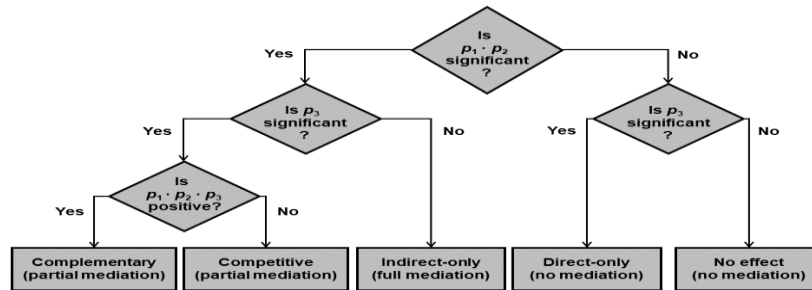 Is
p₁ · p₂
significant
?
Yes
No
Is p₃
significant
?
Is p₃
significant
?
Yes
No
Yes
No
Is
p₁ · p₂ · p₃
positive?
Yes
No
Complementary
(partial mediation)
Competitive
(partial mediation)
Indirect-only
(full mediation)
Direct-only
(no mediation)
No effect
(no mediation)